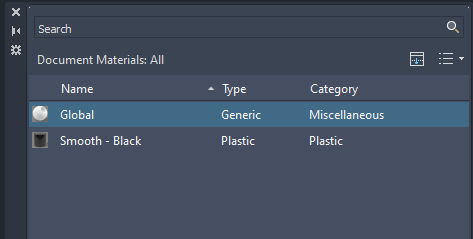 Search
Document Materials: All
Name Type Category
Global Generic Miscellaneous
Smooth - Black Plastic Plastic